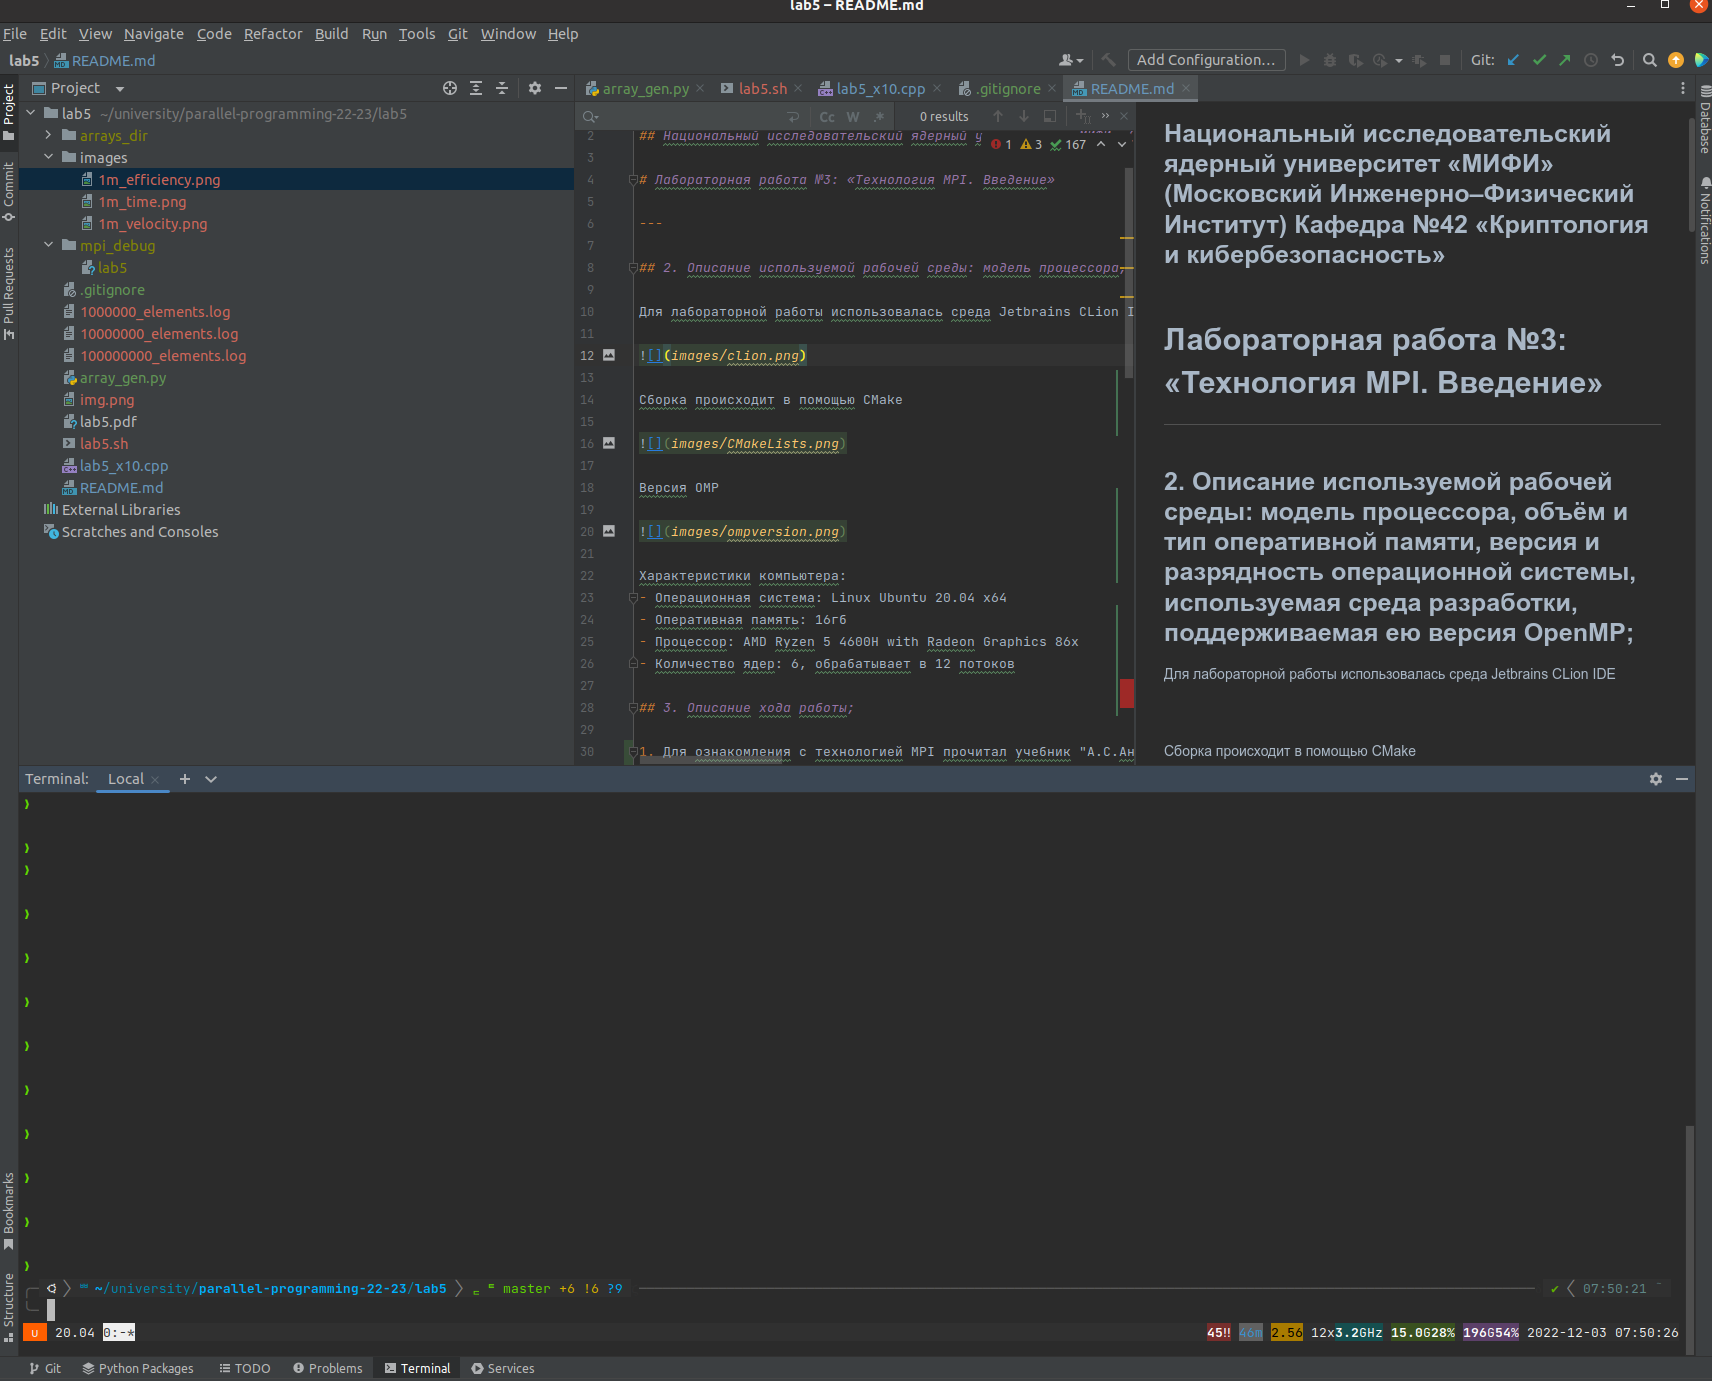 lab5 – README.md
File Edit View Navigate Code Refactor Build Run Tools Git Window Help
lab5 README.md
Add Configuration...
Git:
Project
array_gen.py
lab5.sh
lab5_x10.cpp
.gitignore
README.md
lab5 ~/university/parallel-programming-22-23/lab5
arrays_dir
images
1m_efficiency.png
1m_time.png
1m_velocity.png
mpi_debug
lab5
.gitignore
1000000_elements.log
10000000_elements.log
100000000_elements.log
array_gen.py
img.png
lab5.pdf
lab5.sh
lab5_x10.cpp
README.md
External Libraries
Scratches and Consoles
Project
Commit
Pull Requests
Bookmarks
Structure
Cc W .* 0 results
1 3 167
2 ## Национальный исследовательский ядерный у
3
4 # Лабораторная работа №3: «Технология MPI. Введение»
5
6 ---
7
8 ## 2. Описание используемой рабочей среды: модель процессора,
9
10 Для лабораторной работы использовалась среда Jetbrains CLion I
11
12 ![](images/clion.png)
13
14 Сборка происходит в помощью CMake
15
16 ![](images/CMakeLists.png)
17
18 Версия OMP
19
20 ![](images/ompversion.png)
21
22 Характеристики компьютера:
23 - Операционная система: Linux Ubuntu 20.04 x64
24 - Оперативная память: 16гб
25 - Процессор: AMD Ryzen 5 4600H with Radeon Graphics 86x
26 - Количество ядер: 6, обрабатывает в 12 потоков
27
28 ## 3. Описание хода работы;
29
30 1. Для ознакомления с технологией MPI прочитал учебник "А.С.Ан
Национальный исследовательский
ядерный университет «МИФИ»
(Московский Инженерно–Физический
Институт) Кафедра №42 «Криптология
и кибербезопасность»
Лабораторная работа №3:
«Технология MPI. Введение»
2. Описание используемой рабочей
среды: модель процессора, объём и
тип оперативной памяти, версия и
разрядность операционной системы,
используемая среда разработки,
поддерживаемая ею версия OpenMP;
Для лабораторной работы использовалась среда Jetbrains CLion IDE
Сборка происходит в помощью CMake
Database
Notifications
Terminal: Local
~/university/parallel-programming-22-23/lab5 master +6 !6 ?9 07:50:21
u 20.04 0:-* 45!! 46m 2.56 12x3.2GHz 15.0G28% 196G54% 2022-12-03 07:50:26
Git Python Packages TODO Problems Terminal Services